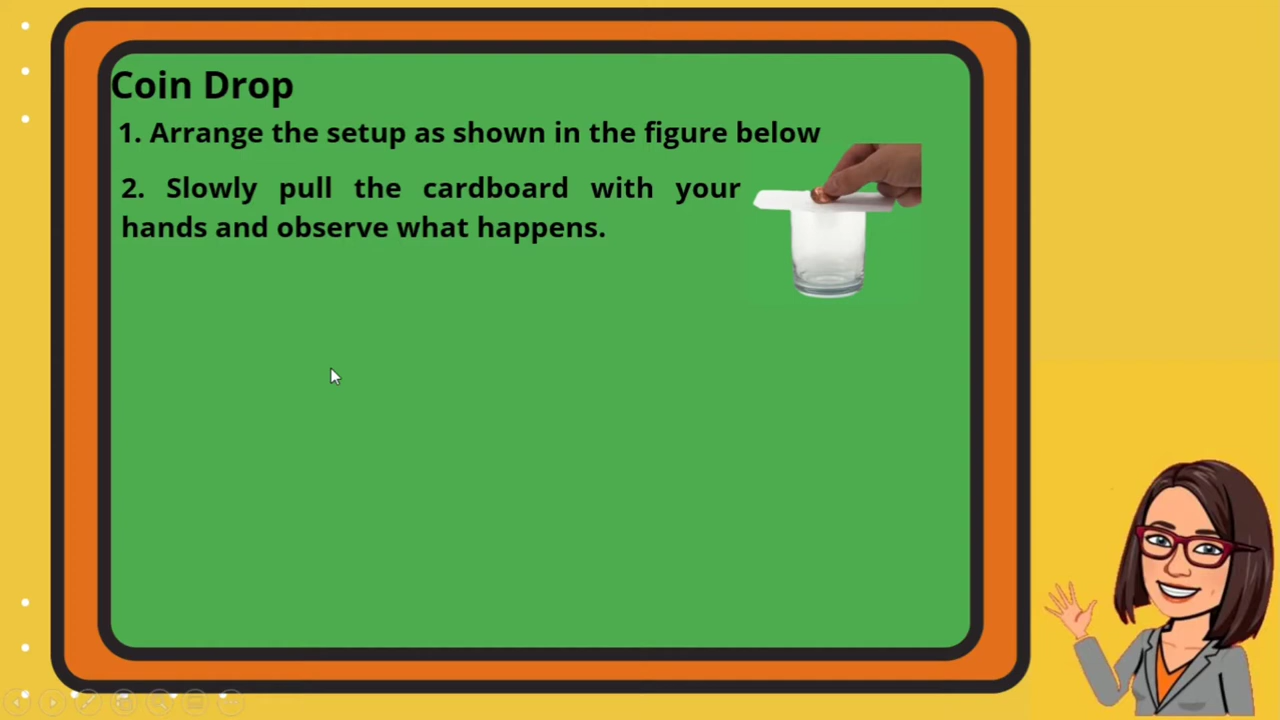 Coin Drop
1. Arrange the setup as shown in the figure below
2. Slowly pull the cardboard with your
hands and observe what happens.